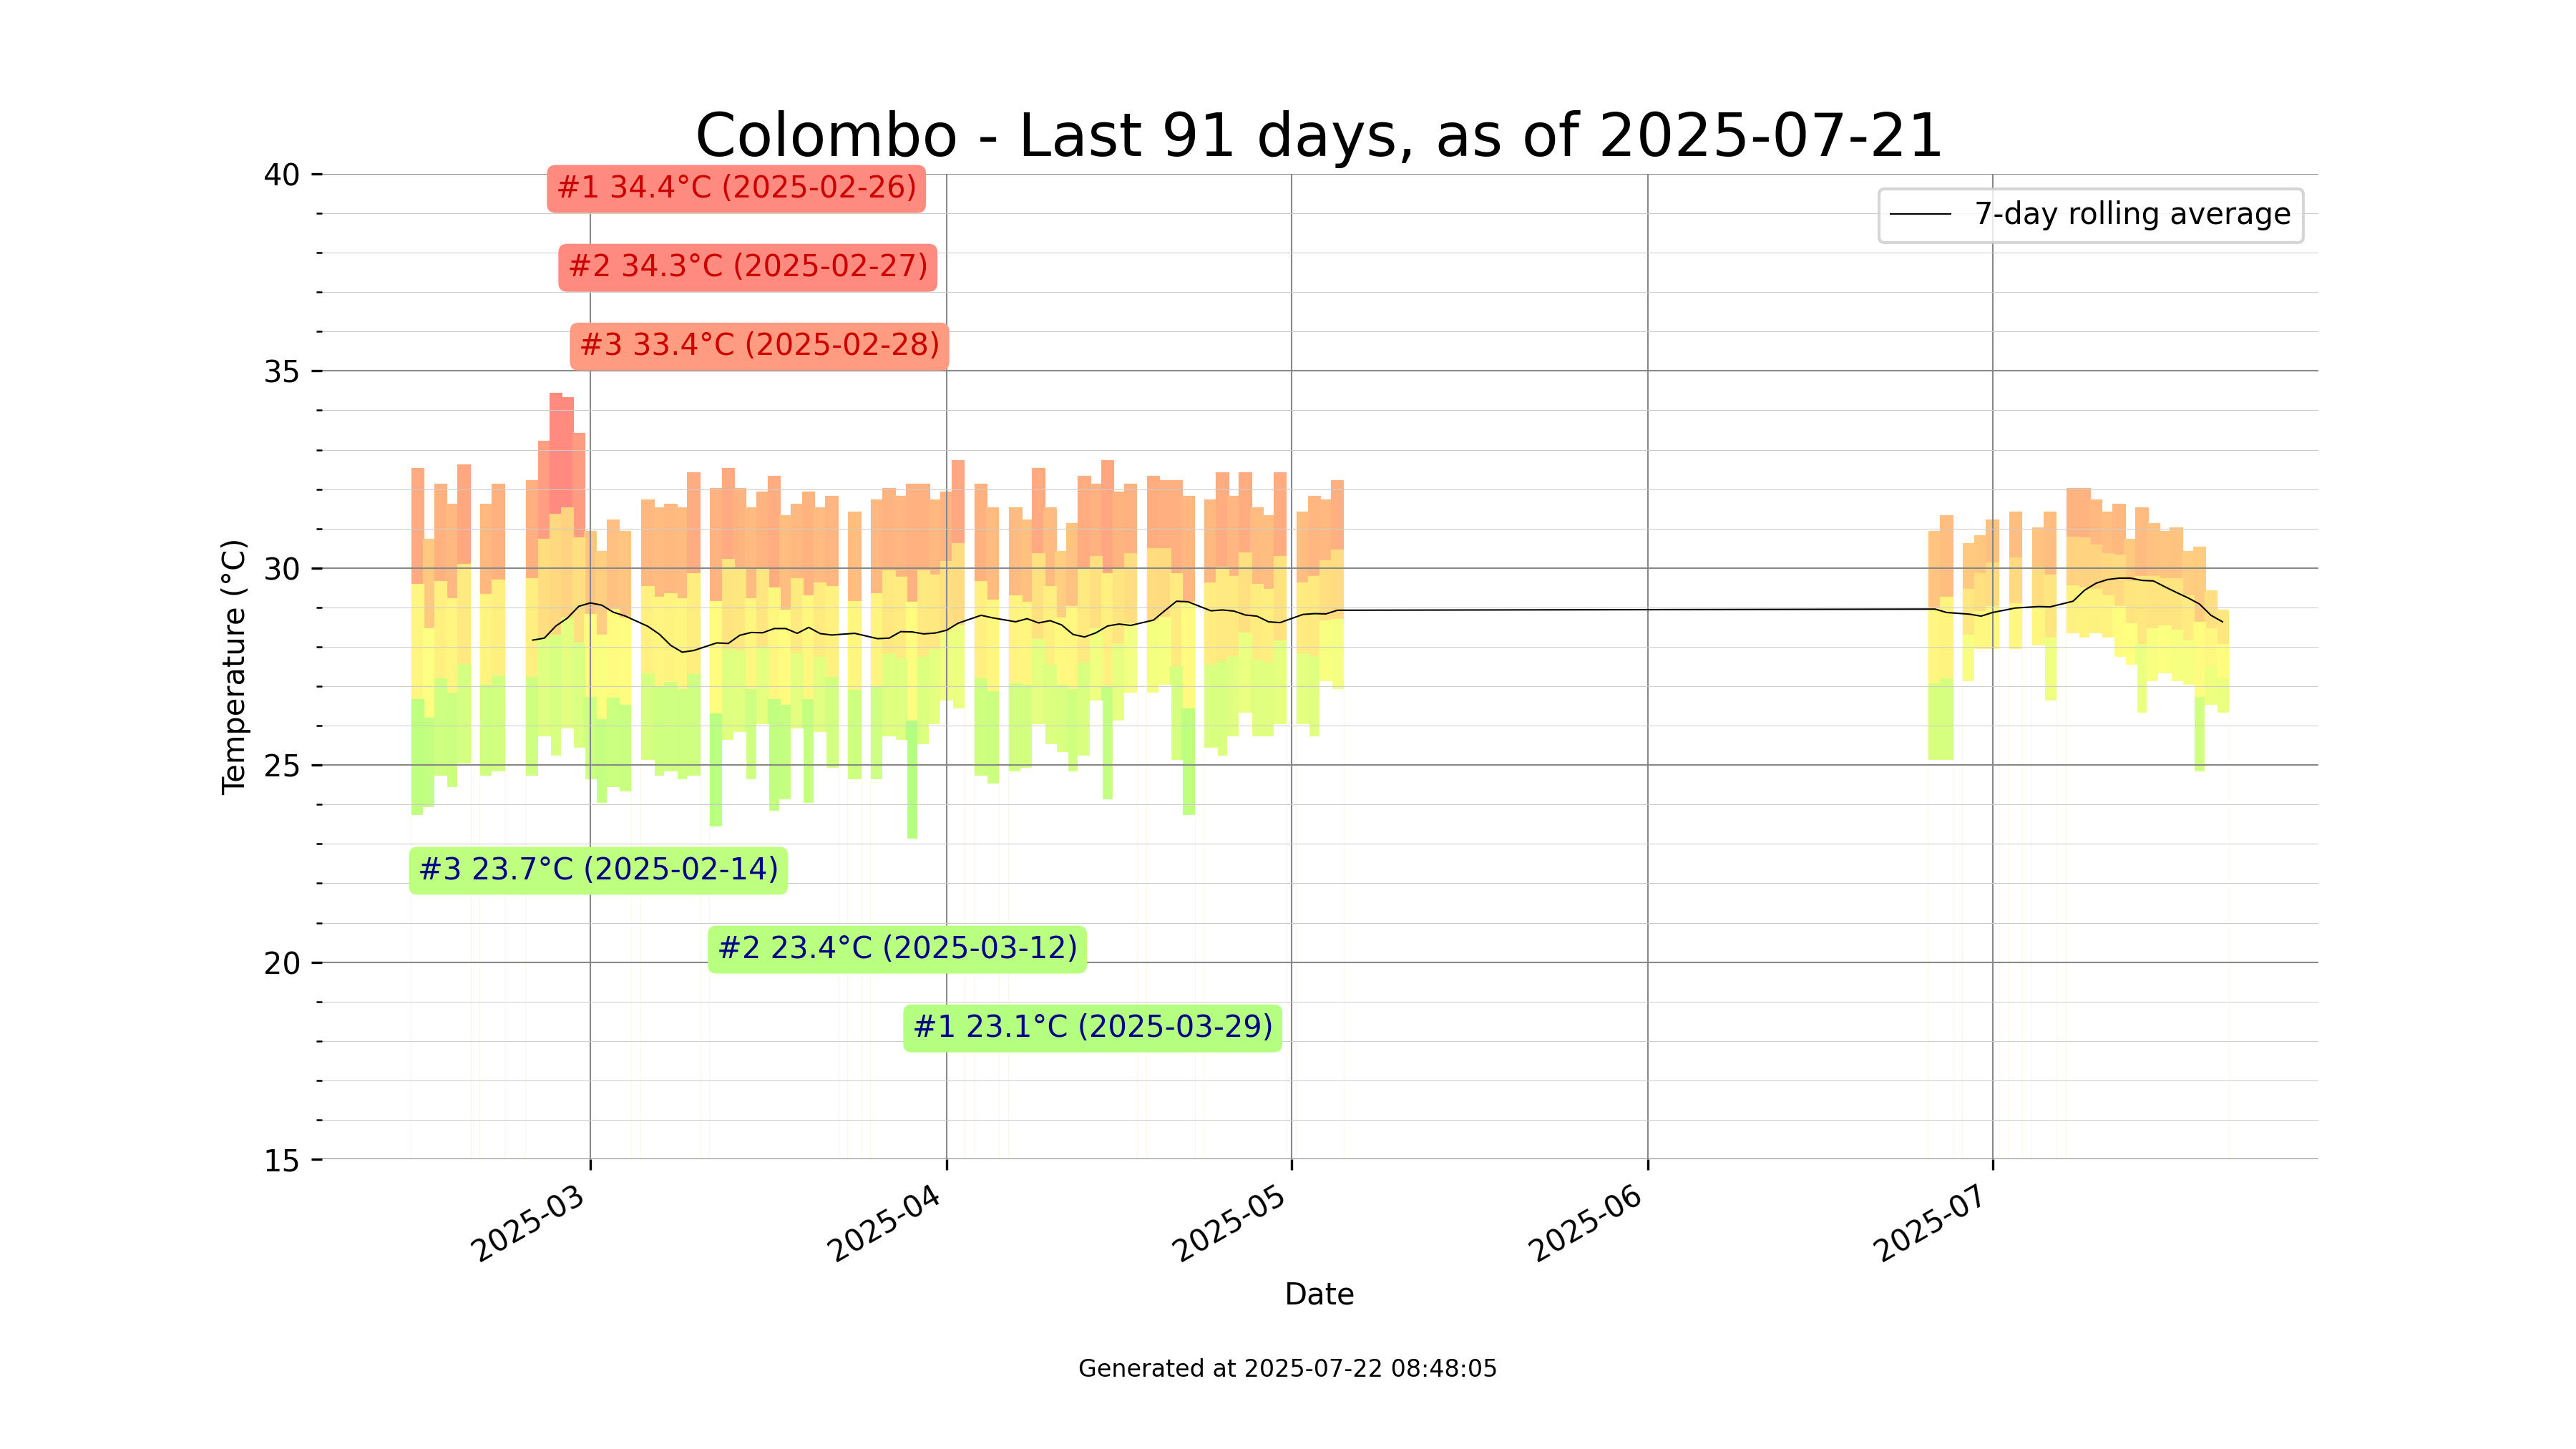 Colombo - Last 91 days, as of 2025-07-21
40
#1 34.4°C (2025-02-26)
7-day rolling average
#2 34.3°C (2025-02-27)
#3 33.4°C (2025-02-28)
35
30
Temperature (°C)
25
#3 23.7°C (2025-02-14)
#2 23.4°C (2025-03-12)
20
#1 23.1°C (2025-03-29)
15
2025-03
2025-04
2025-05
2025-06
2025-07
Date
Generated at 2025-07-22 08:48:05